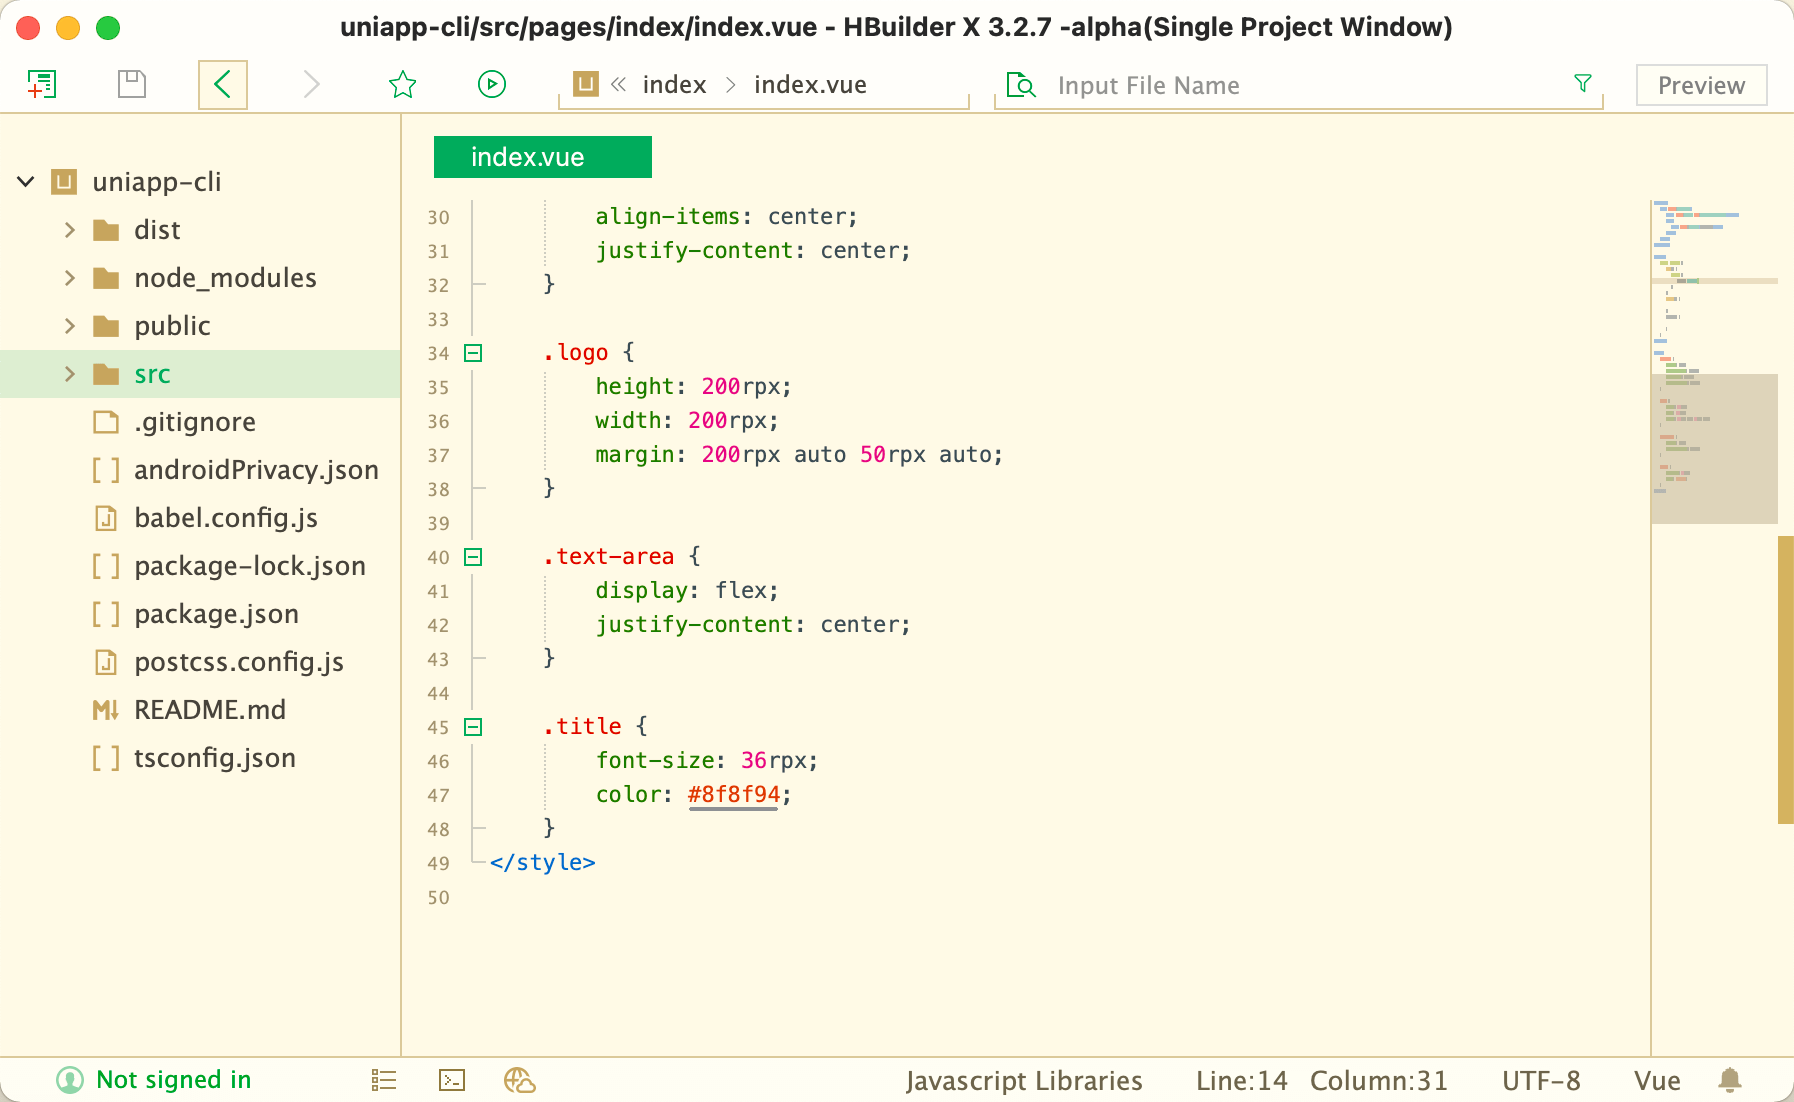 uniapp-cli/src/pages/index/index.vue - HBuilder X 3.2.7 -alpha(Single Project Window)
index
index.vue
Input File Name
Preview
uniapp-cli
dist
node_modules
public
src
.gitignore
androidPrivacy.json
babel.config.js
package-lock.json
package.json
postcss.config.js
README.md
tsconfig.json
index.vue
30 align-items: center;
31 justify-content: center;
32 }
33
34 .logo {
35 height: 200rpx;
36 width: 200rpx;
37 margin: 200rpx auto 50rpx auto;
38 }
39
40 .text-area {
41 display: flex;
42 justify-content: center;
43 }
44
45 .title {
46 font-size: 36rpx;
47 color: #8f8f94;
48 }
49 </style>
50
Not signed in
Javascript Libraries
Line:14 Column:31
UTF-8
Vue